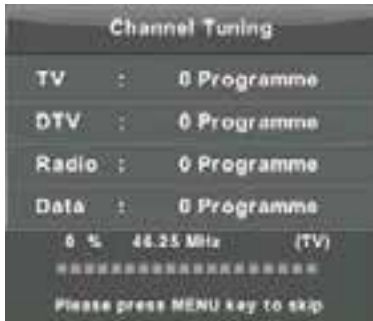 Channel Tuning
TV : 0 Programme
DTV : 0 Programme
Radio : 0 Programme
Data : 0 Programme
0 % 46.25 MHz (TV)
Please press MENU key to skip